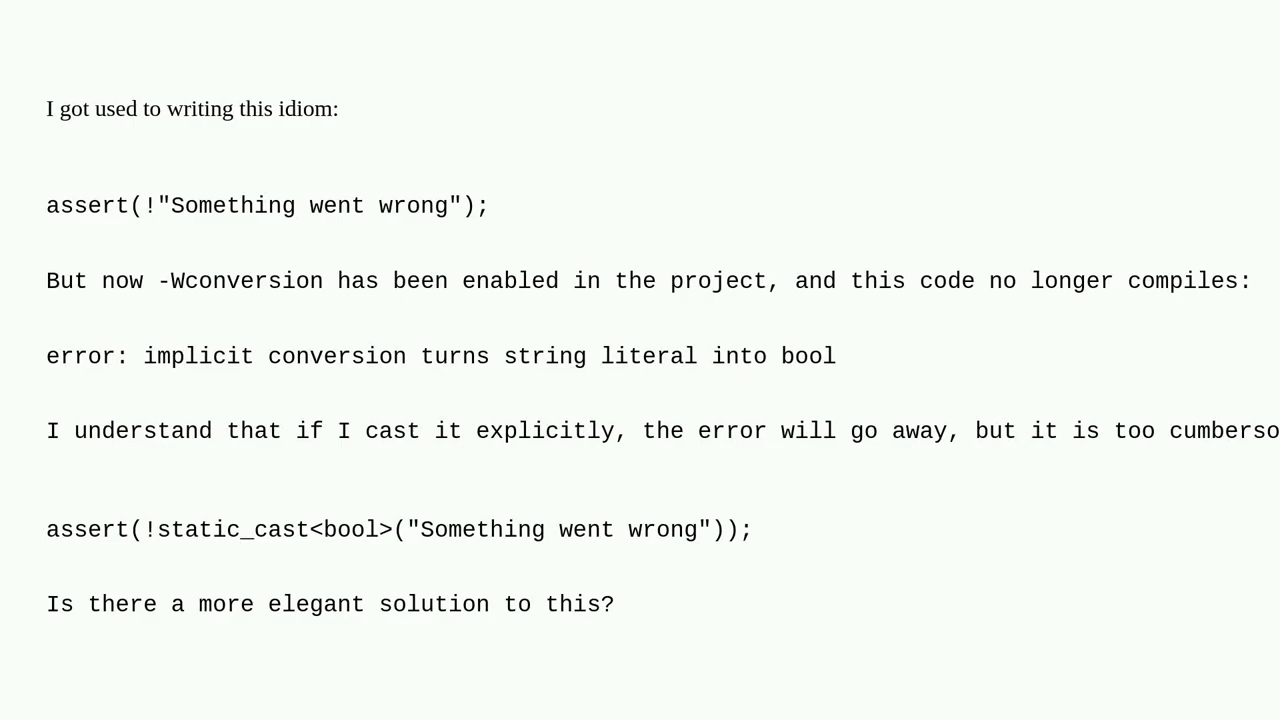 I got used to writing this idiom:
assert(!"Something went wrong");
But now -Wconversion has been enabled in the project, and this code no longer compiles:
error: implicit conversion turns string literal into bool
I understand that if I cast it explicitly, the error will go away, but it is too
assert(!static_cast<bool>("Something went wrong"));
Is there a more elegant solution to this?